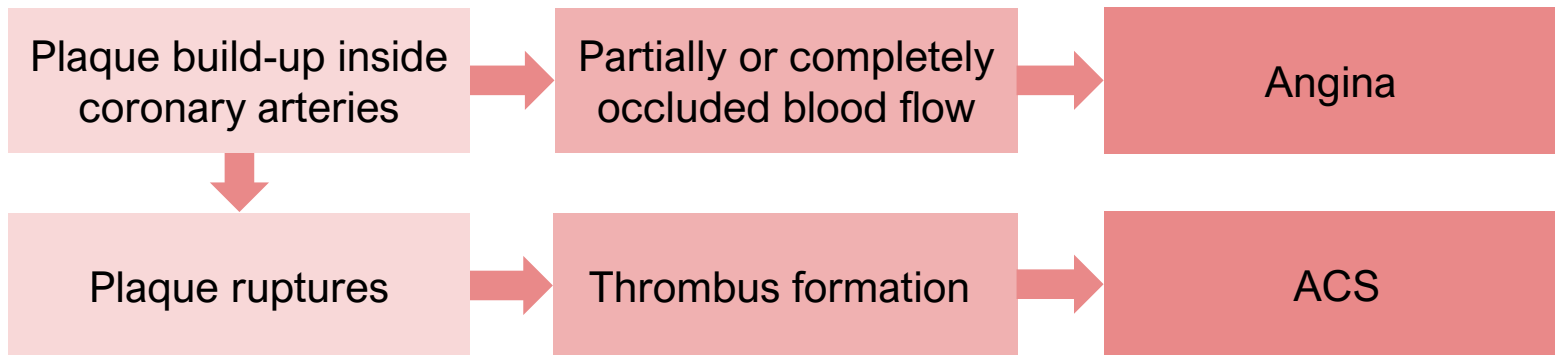 Plaque build-up inside
coronary arteries
Partially or completely
occluded blood flow
Angina
Plaque ruptures
Thrombus formation
ACS